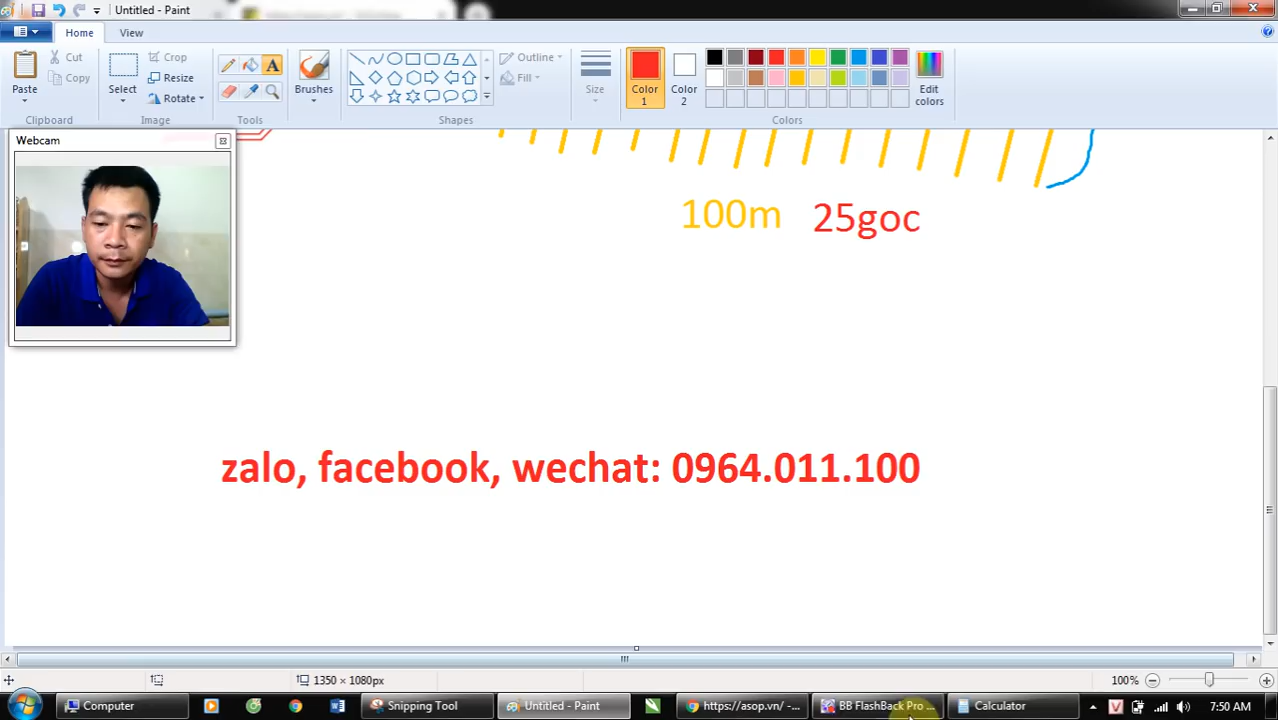 Untitled - Paint
Home
View
Paste
Cut
Copy
Clipboard
Select
Crop
Resize
Rotate
Image
Tools
Brushes
Outline
Fill
Shapes
Size
Color 1
Color 2
Edit colors
Colors
Webcam
100m
25goc
zalo, facebook, wechat: 0964.011.100
1350 × 1080px
100%
Computer
Snipping Tool
Untitled - Paint
https://asop.vn/ -...
BB FlashBack Pro ...
Calculator
V
7:50 AM